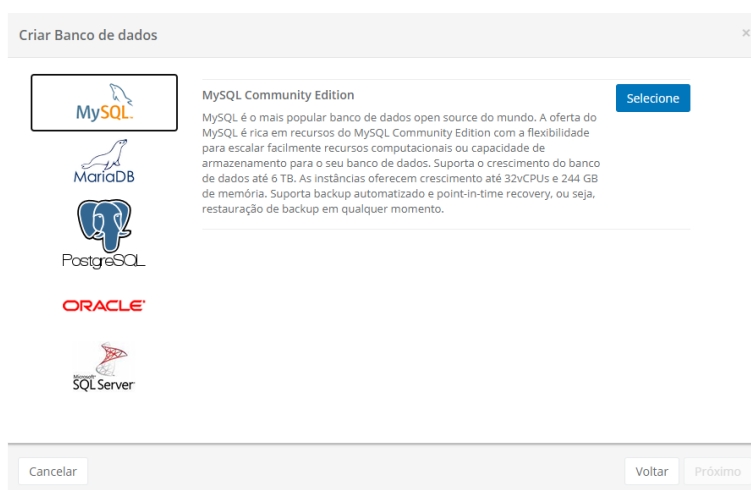 Criar Banco de dados
×
MySQL.
MySQL Community Edition
Selecione
MySQL é o mais popular banco de dados open source do mundo. A oferta do
MySQL é rica em recursos do MySQL Community Edition com a flexibilidade
para escalar facilmente recursos computacionais ou capacidade de
armazenamento para o seu banco de dados. Suporta o crescimento do banco
de dados até 6 TB. As instâncias oferecem crescimento até 32vCPUs e 244 GB
de memória. Suporta backup automatizado e point-in-time recovery, ou seja,
restauração de backup em qualquer momento.
MariaDB
PostgreSQL
ORACLE
Microsoft
SQL Server
Cancelar
Voltar
Próximo